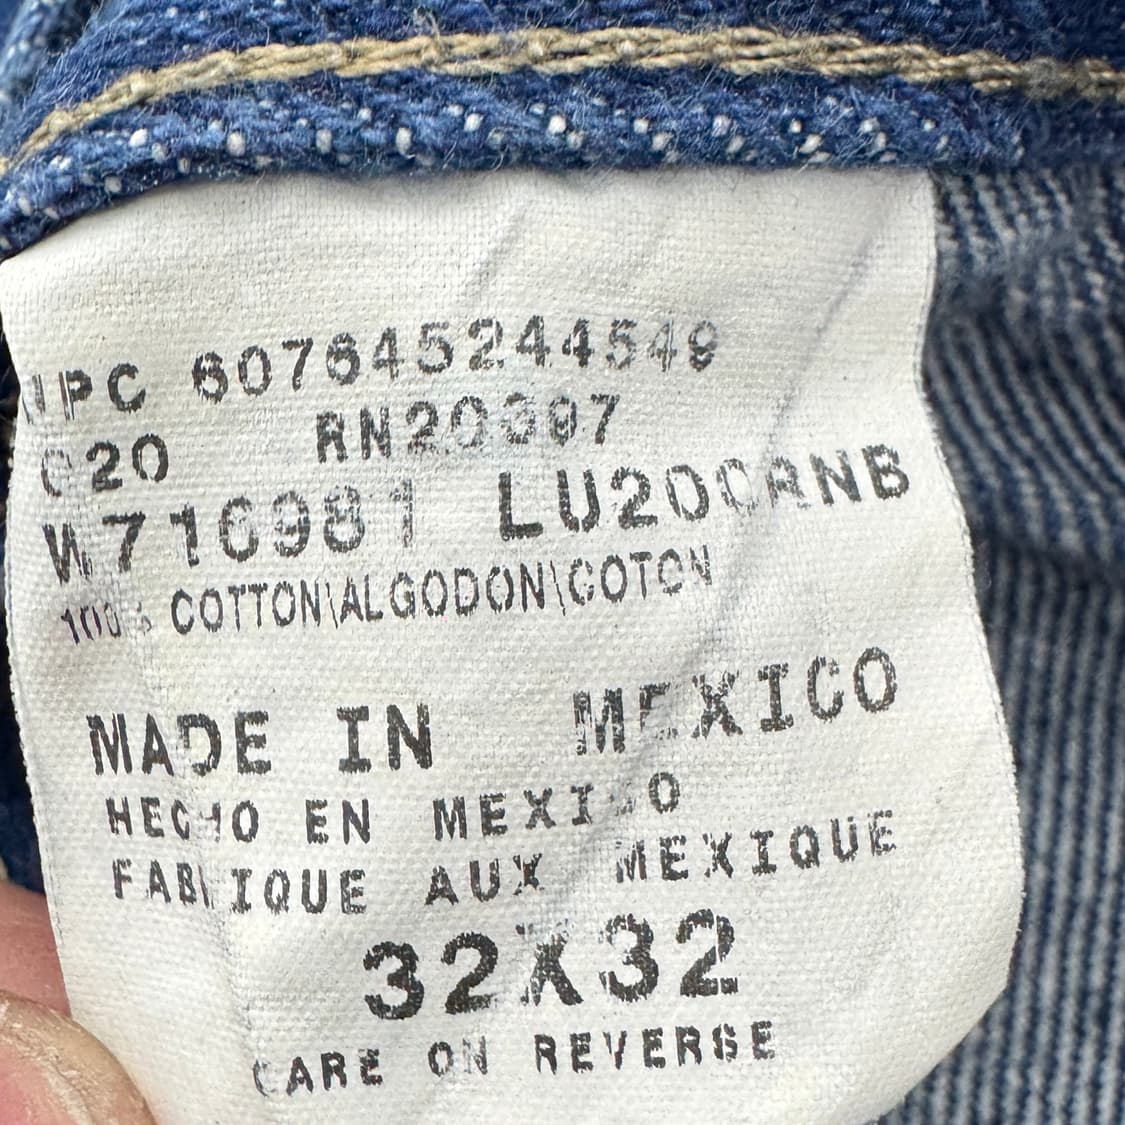 UPC 607645244549
C20 RN20697
W716981 LU200RNB
100% COTTON\ALGODON\COTON
MADE IN MEXICO
HECHO EN MEXICO
FABRIQUE AUX MEXIQUE
32X32
CARE ON REVERSE